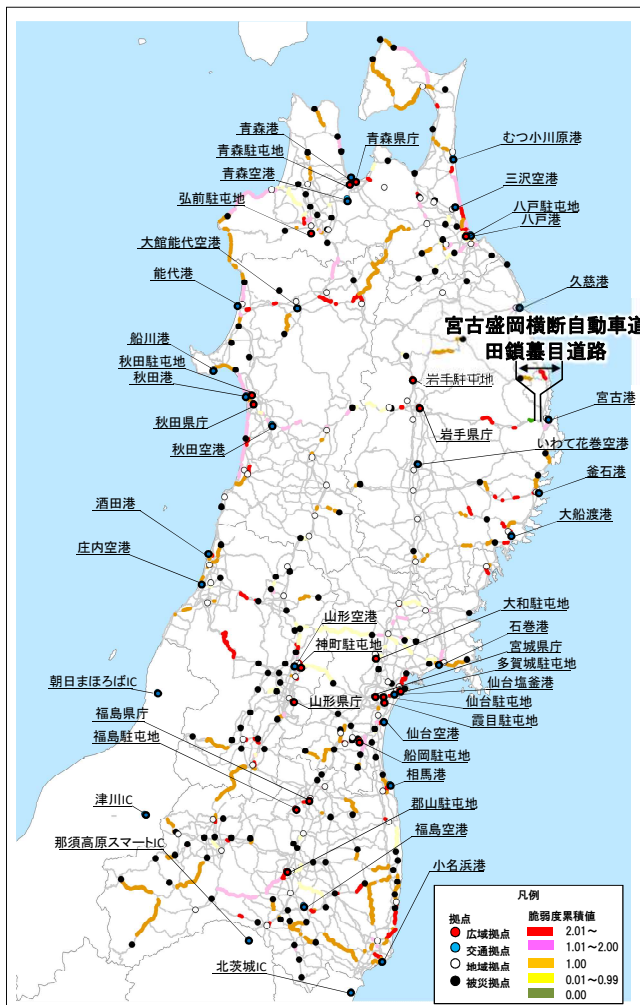 青森港
青森駐屯地
青森県庁
むつ小川原港
青森空港
三沢空港
弘前駐屯地
八戸駐屯地
八戸港
大館能代空港
能代港
久慈港
宮古盛岡横断自動車道
田鎖蟇目道路
船川港
秋田駐屯地
岩手駐屯地
秋田港
宮古港
秋田県庁
岩手県庁
秋田空港
いわて花巻空港
釜石港
酒田港
大船渡港
庄内空港
大和駐屯地
山形空港
石巻港
神町駐屯地
宮城県庁
多賀城駐屯地
朝日まほろばIC
仙台塩釜港
山形県庁
仙台駐屯地
福島県庁
霞目駐屯地
仙台空港
福島駐屯地
船岡駐屯地
相馬港
津川IC
郡山駐屯地
那須高原スマートIC
福島空港
小名浜港
北茨城IC
凡例
拠点
脆弱度累積値
広域拠点
2.01～
交通拠点
1.01～2.00
地域拠点
1.00
被災拠点
0.01～0.99
0.00